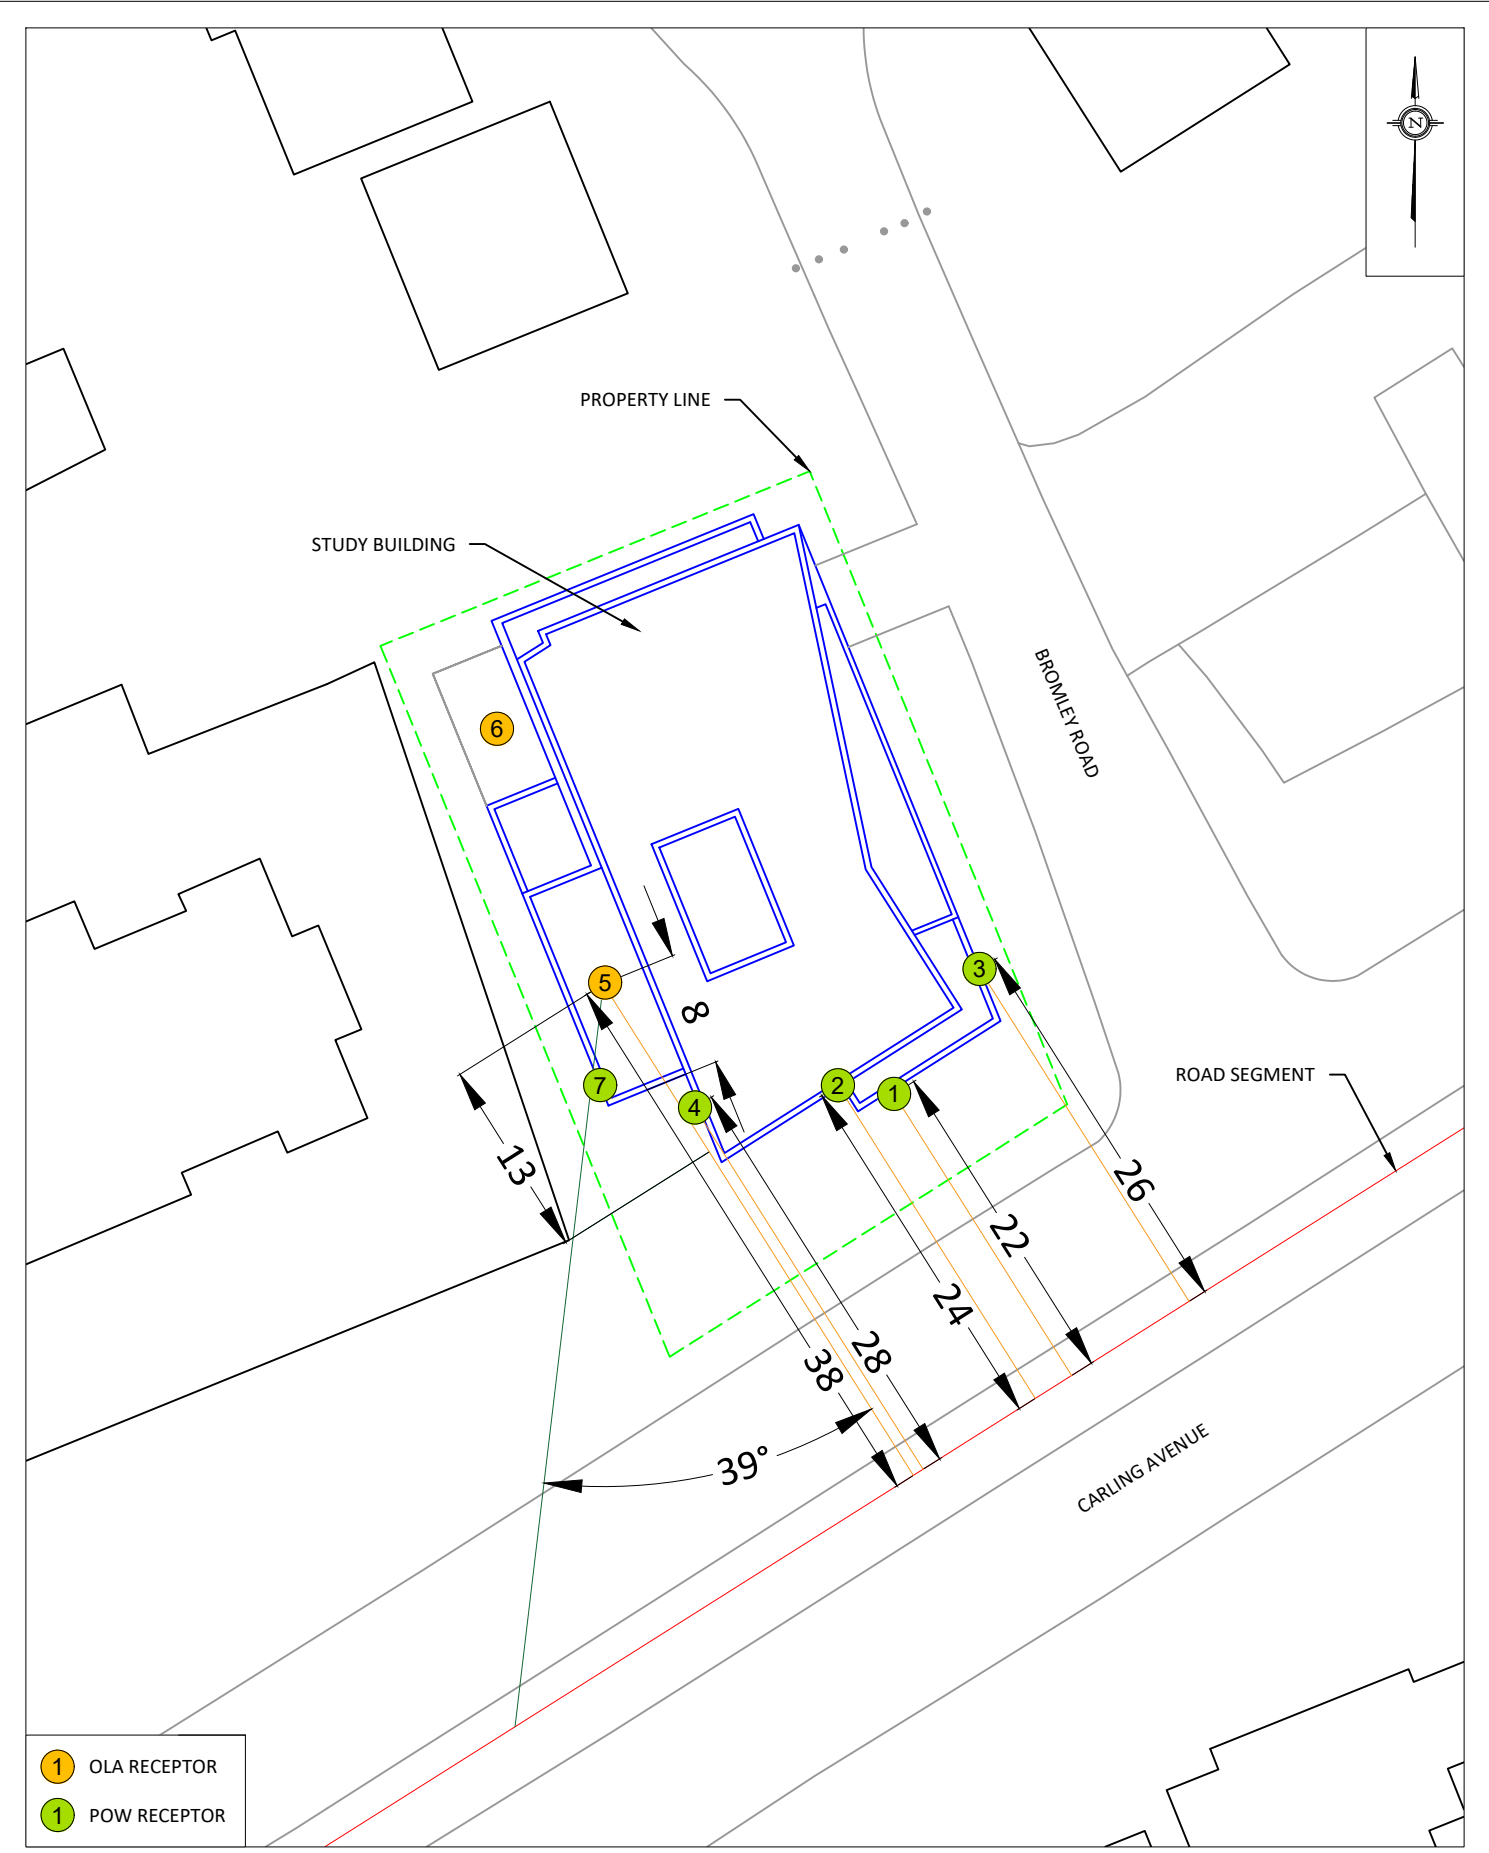 N
PROPERTY LINE
STUDY BUILDING
BROMLEY ROAD
6
5
3
8
7
4
2
1
ROAD SEGMENT
13
26
22
24
28
38
39°
CARLING AVENUE
1 OLA RECEPTOR
1 POW RECEPTOR